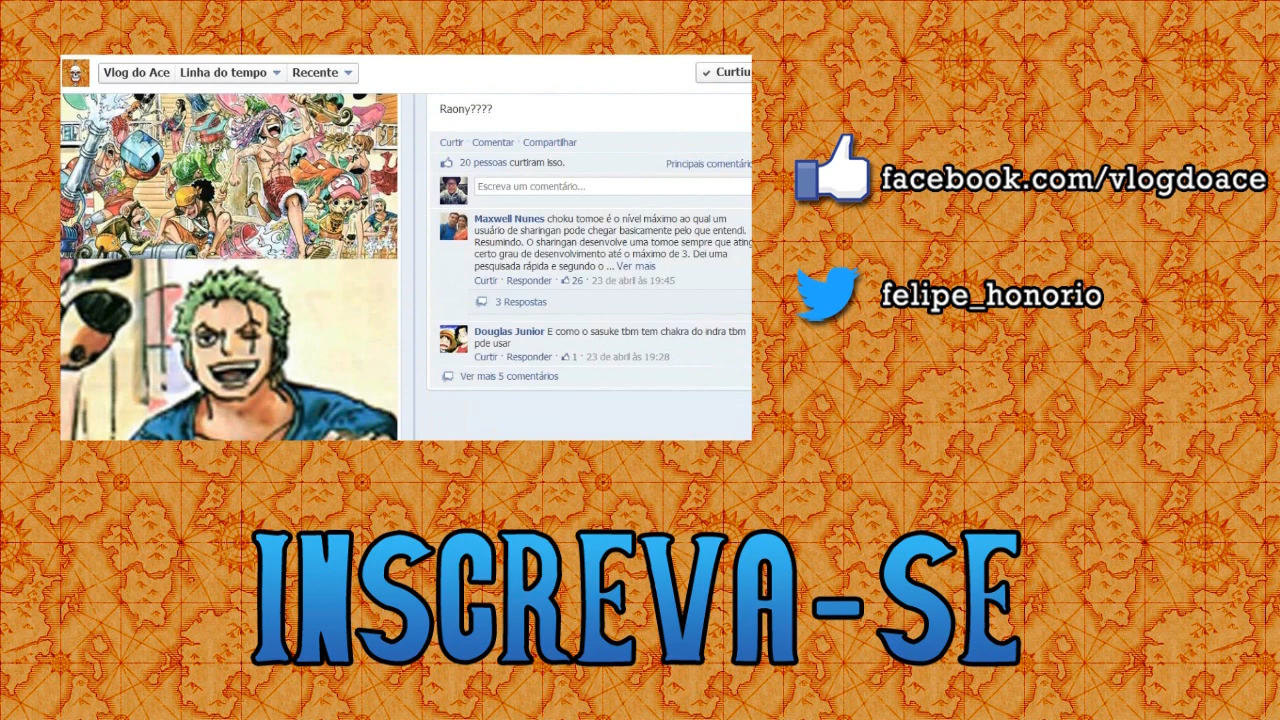 Vlog do Ace Linha do tempo Recente Curtiu
Raony????
Curtir · Comentar · Compartilhar
20 pessoas curtiram isso. Principais comentário
Escreva um comentário...
Maxwell Nunes choku tomoe é o nível máximo ao qual um
usuário de sharingan pode chegar basicamente pelo que entendi.
Resumindo. O sharingan desenvolve uma tomoe sempre que ating
certo grau de desenvolvimento até o máximo de 3. Dei uma
pesquisada rápida e segundo o ... Ver mais
Curtir · Responder · 26 · 23 de abril às 19:45
3 Respostas
Douglas Junior E como o sasuke tbm tem chakra do indra tbm
pde usar
Curtir · Responder · 1 · 23 de abril às 19:28
Ver mais 5 comentários
facebook.com/vlogdoace
felipe_honorio
INSCREVA-SE